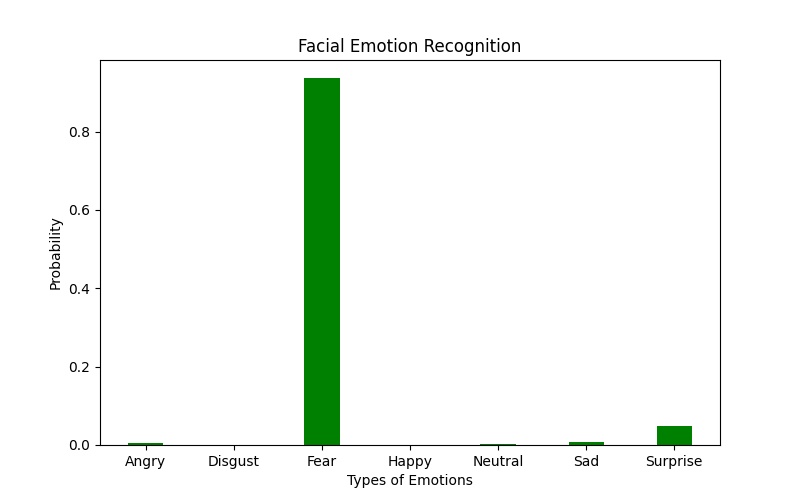 Facial Emotion Recognition
Probability
0.8
0.6
0.4
0.2
0.0
Angry Disgust Fear Happy Neutral Sad Surprise
Types of Emotions